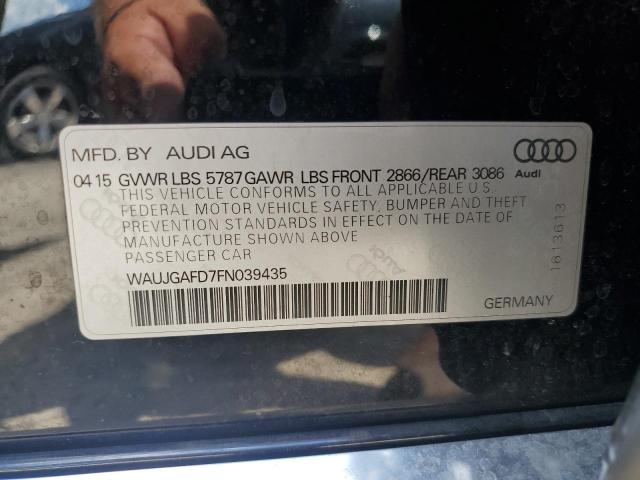 MFD. BY AUDI AG
Audi
04 15 GVWR LBS 5787 GAWR LBS FRONT 2866/REAR 3086
THIS VEHICLE CONFORMS TO ALL APPLICABLE U.S.
FEDERAL MOTOR VEHICLE SAFETY, BUMPER AND THEFT
PREVENTION STANDARDS IN EFFECT ON THE DATE OF
MANUFACTURE SHOWN ABOVE
PASSENGER CAR
WAUJGAFD7FN039435
1813613
GERMANY